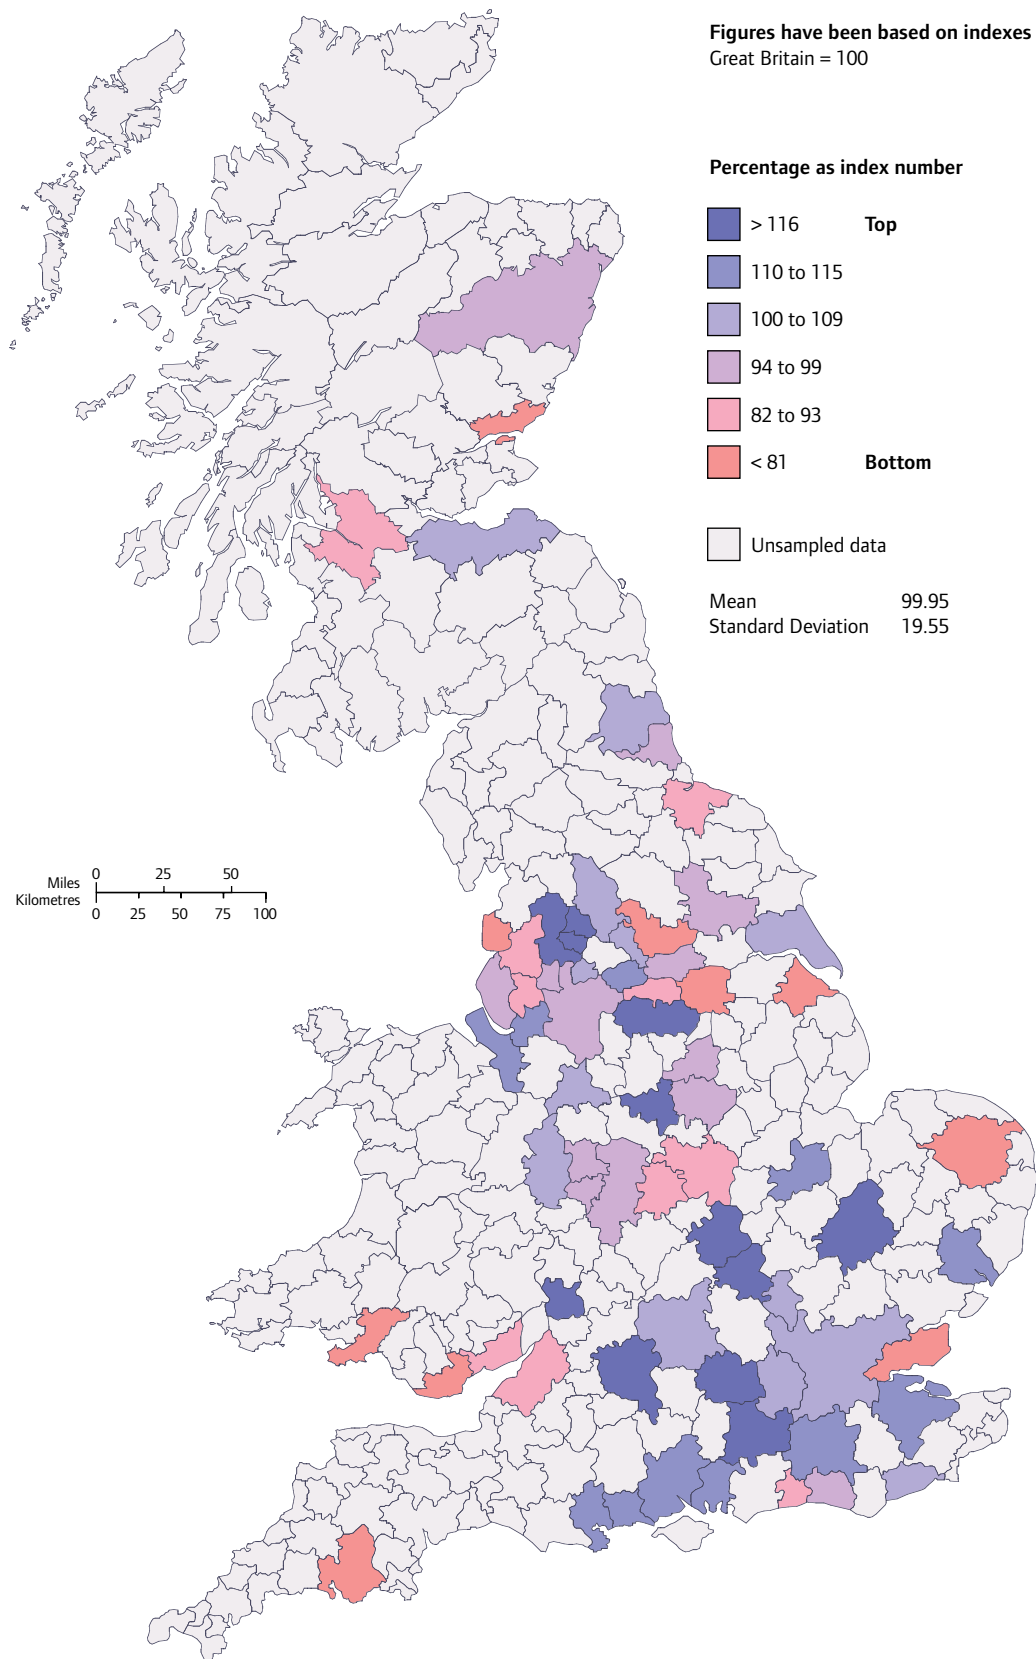 Figures have been based on indexes
Great Britain = 100
Percentage as index number
> 116 Top
110 to 115
100 to 109
94 to 99
82 to 93
< 81 Bottom
Unsampled data
Mean 99.95
Standard Deviation 19.55
Miles 0 25 50
Kilometres 0 25 50 75 100